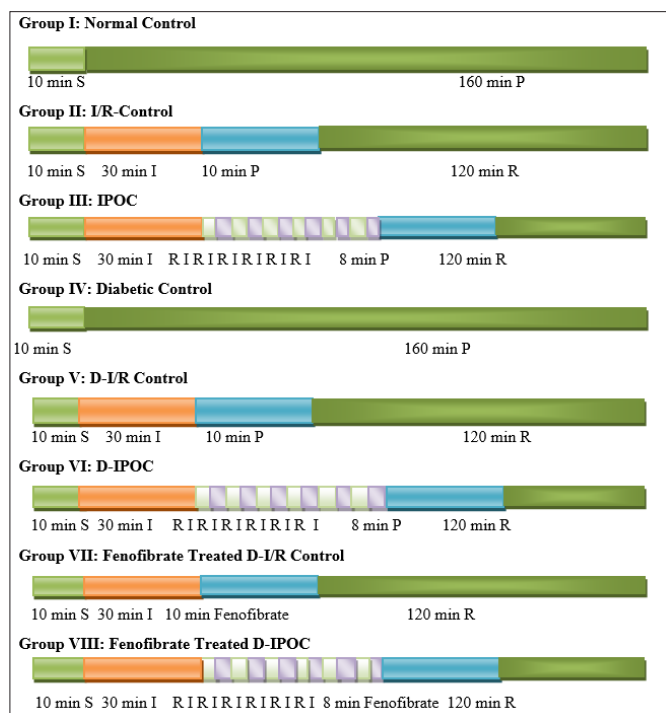 Group I: Normal Control
10 min S 160 min P
Group II: I/R-Control
10 min S 30 min I 10 min P 120 min R
Group III: IPOC
10 min S 30 min I R I R I R I R I R I R I 8 min P 120 min R
Group IV: Diabetic Control
10 min S 160 min P
Group V: D-I/R Control
10 min S 30 min I 10 min P 120 min R
Group VI: D-IPOC
10 min S 30 min I R I R I R I R I R I R I 8 min P 120 min R
Group VII: Fenofibrate Treated D-I/R Control
10 min S 30 min I 10 min Fenofibrate 120 min R
Group VIII: Fenofibrate Treated D-IPOC
10 min S 30 min I R I R I R I R I R I R I 8 min Fenofibrate 120 min R